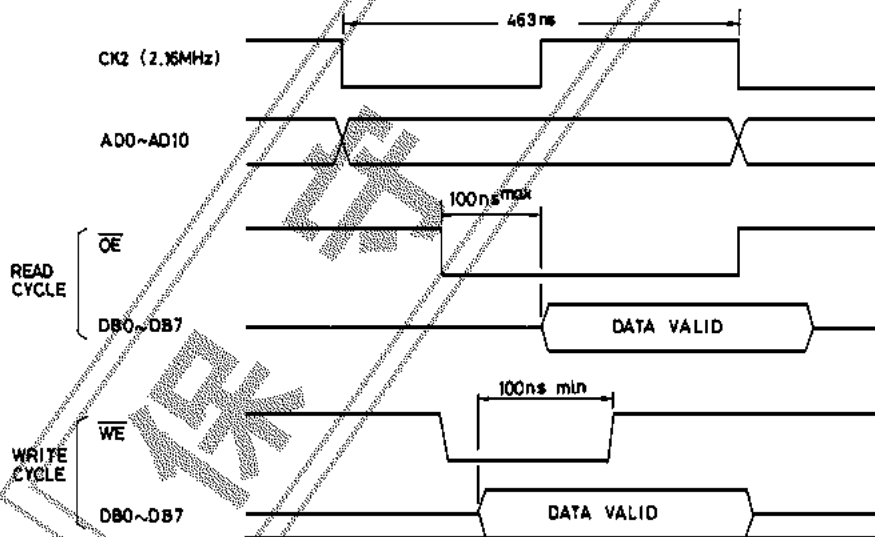 463ns
CK2 (2.16MHz)
AD0~AD10
100ns max
OE
READ
CYCLE
DB0~DB7
DATA VALID
100ns min
WE
WRITE
CYCLE
DB0~DB7
DATA VALID
保